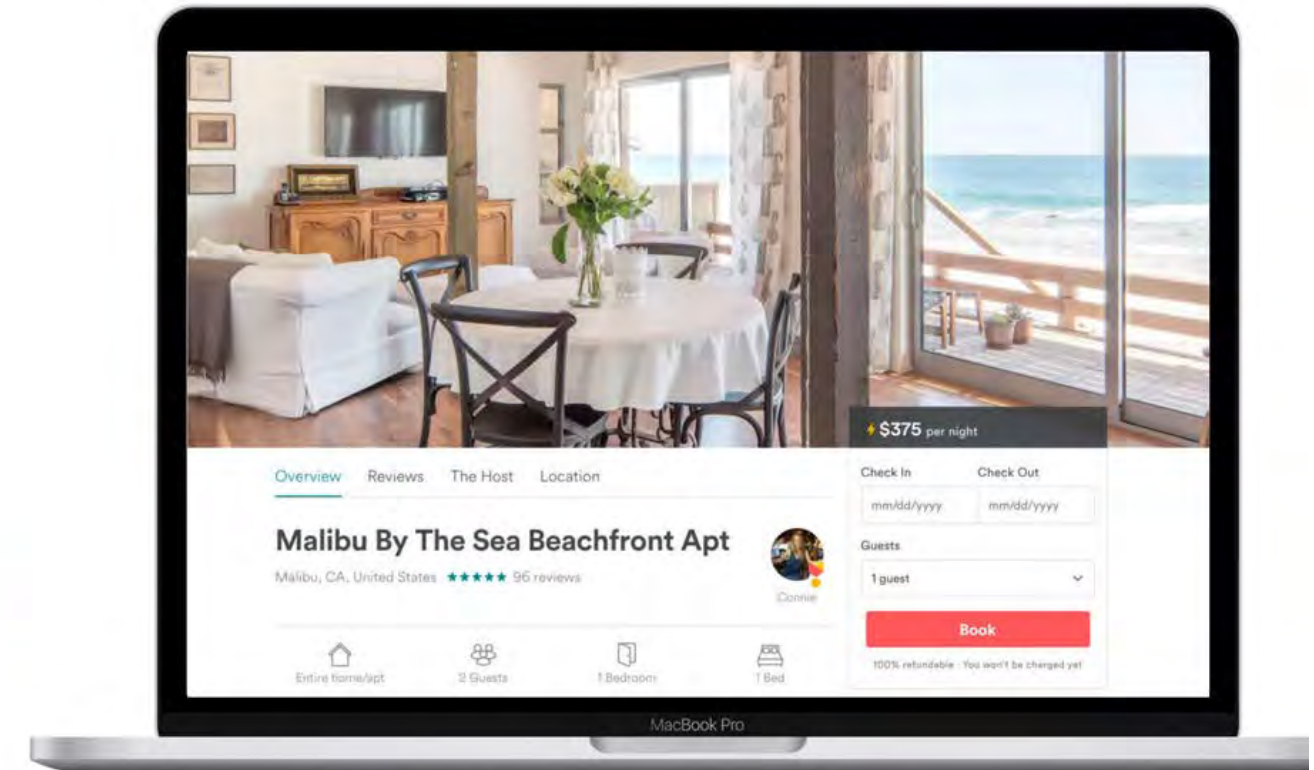 $375 per night
Overview Reviews The Host Location
Check In Check Out
mm/dd/yyyy mm/dd/yyyy
Malibu By The Sea Beachfront Apt
Malibu, CA, United States ★★★★★ 96 reviews
Connie
Guests
1 guest
Book
100% refundable · You won't be charged yet
Entire home/apt 2 Guests 1 Bedroom 1 Bed
MacBook Pro